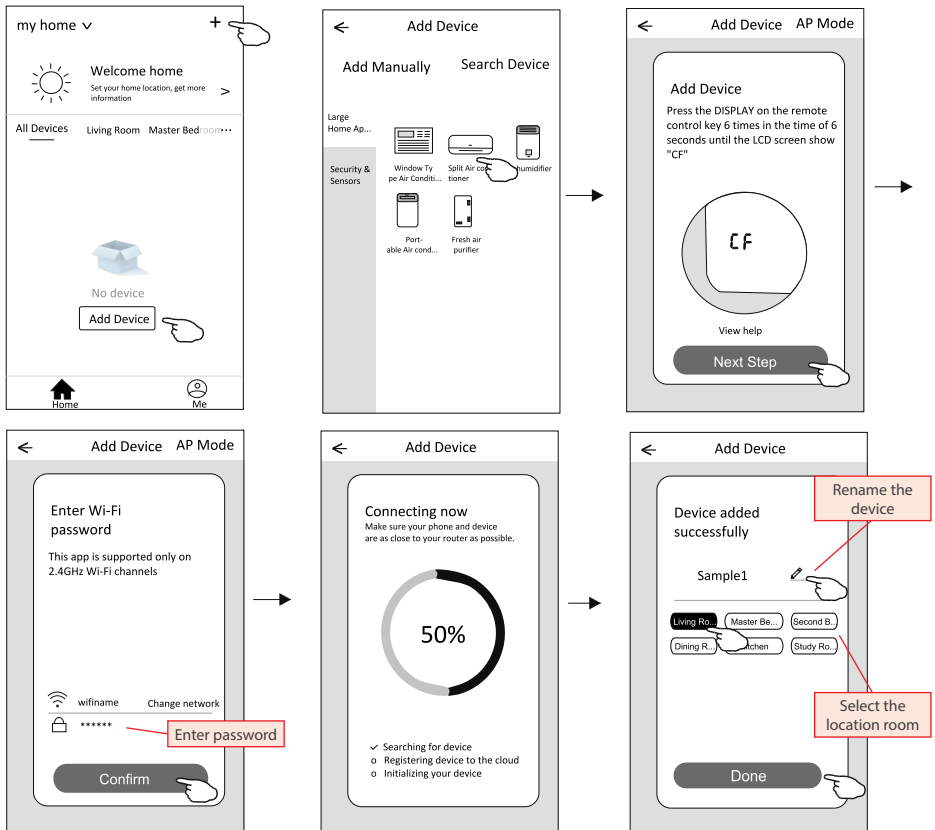 my home
+
Welcome home
Set your home location, get more
information
>
All Devices Living Room Master Bedroom...
No device
Add Device
Home
Me
Add Device
Add Manually
Search Device
Large
Home Ap...
Security &
Sensors
Window Ty
pe Air Conditi...
Split Air
tioner
Port-
able Air cond...
Fresh air
purifier
Add Device AP Mode
Add Device
Press the DISPLAY on the remote
control key 6 times in the time of 6
seconds until the LCD screen show
"CF"
CF
View help
Next Step
Add Device AP Mode
Enter Wi-Fi
password
This app is supported only on
2.4GHz Wi-Fi channels
wifiname Change network
******
Enter password
Confirm
Add Device
Connecting now
Make sure your phone and device
are as close to your router as possible.
50%
✓ Searching for device
o Registering device to the cloud
o Initializing your device
Add Device
Rename the
device
Device added
successfully
Sample1
Living Ro... Master Be... Second B...
Dining R... Study Ro...
Select the
location room
Done